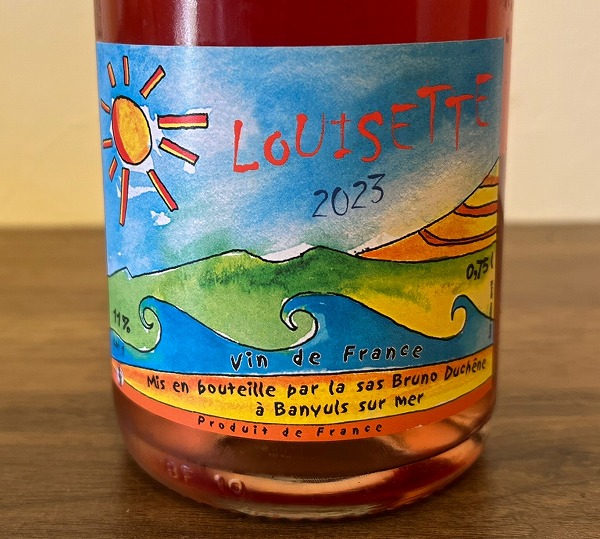 LOUISETTE
2023
0,75 l
11%
Vin de France
Mis en bouteille par la sas Bruno Duchêne
à Banyuls sur mer
Produit de France